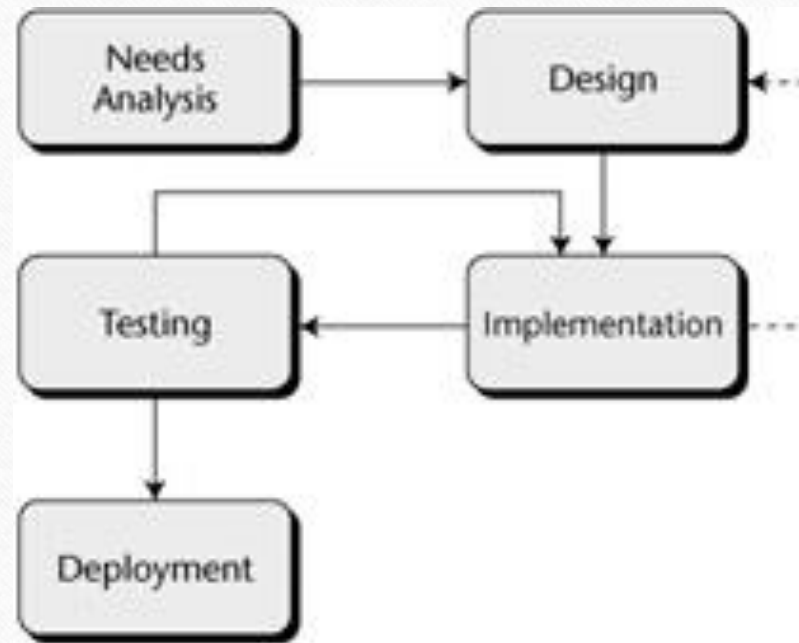 Needs
Analysis
Design
Testing
Implementation
Deployment